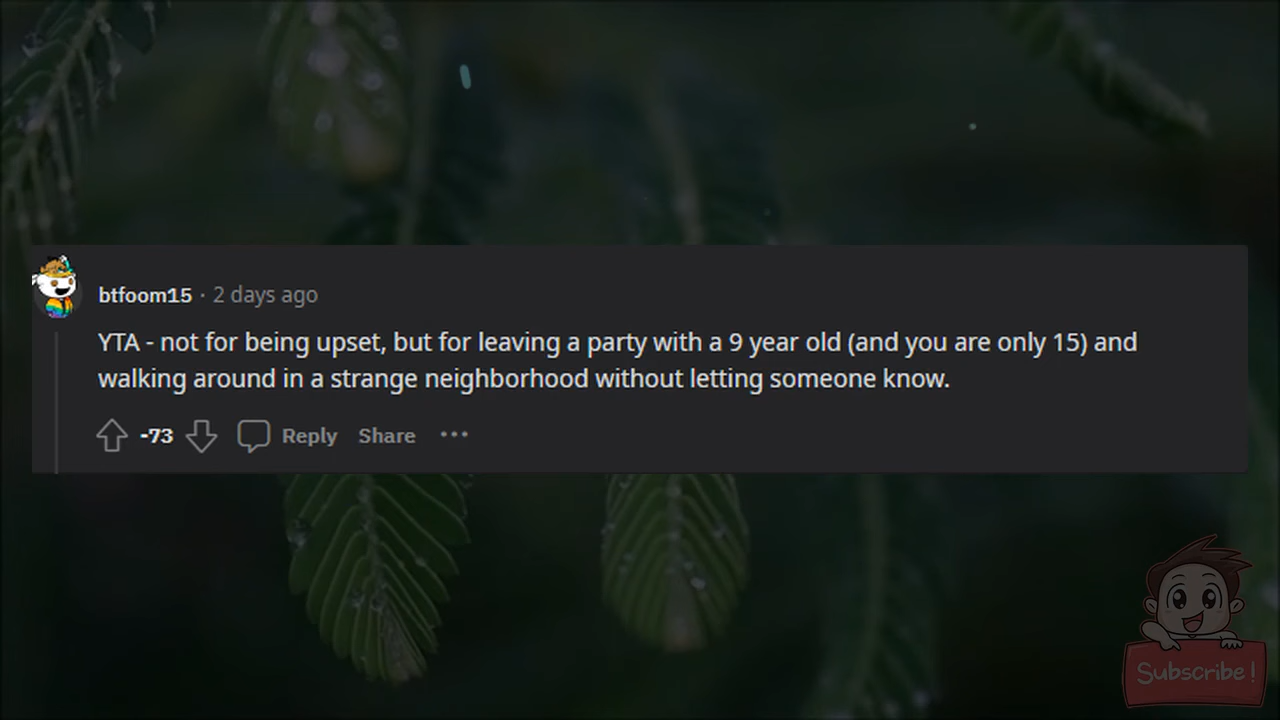 btfoom15 · 2 days ago
YTA - not for being upset, but for leaving a party with a 9 year old (and you are only 15) and
walking around in a strange neighborhood without letting someone know.
-73 Reply Share ···
Subscribe!